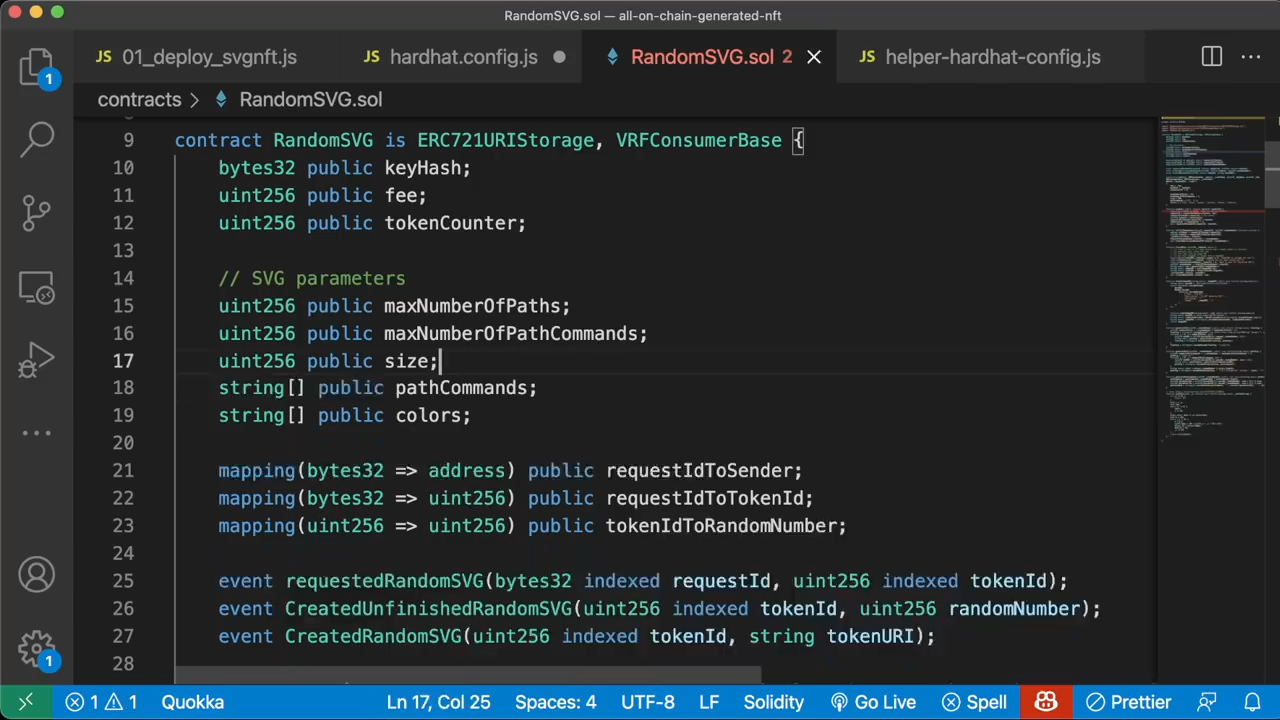 RandomSVG.sol — all-on-chain-generated-nft
JS 01_deploy_svgnft.js
JS hardhat.config.js
RandomSVG.sol 2
JS helper-hardhat-config.js
contracts > RandomSVG.sol
9 contract RandomSVG is ERC721URIStorage, VRFConsumerBase {
10 bytes32 public keyHash;
11 uint256 public fee;
12 uint256 public tokenCounter;
13
14 // SVG parameters
15 uint256 public maxNumberOfPaths;
16 uint256 public maxNumberOfPathCommands;
17 uint256 public size;
18 string[] public pathCommands;
19 string[] public colors;
20
21 mapping(bytes32 => address) public requestIdToSender;
22 mapping(bytes32 => uint256) public requestIdToTokenId;
23 mapping(uint256 => uint256) public tokenIdToRandomNumber;
24
25 event requestedRandomSVG(bytes32 indexed requestId, uint256 indexed tokenId);
26 event CreatedUnfinishedRandomSVG(uint256 indexed tokenId, uint256 randomNumber);
27 event CreatedRandomSVG(uint256 indexed tokenId, string tokenURI);
28
1
1
1 1 Quokka Ln 17, Col 25 Spaces: 4 UTF-8 LF Solidity Go Live Spell Prettier